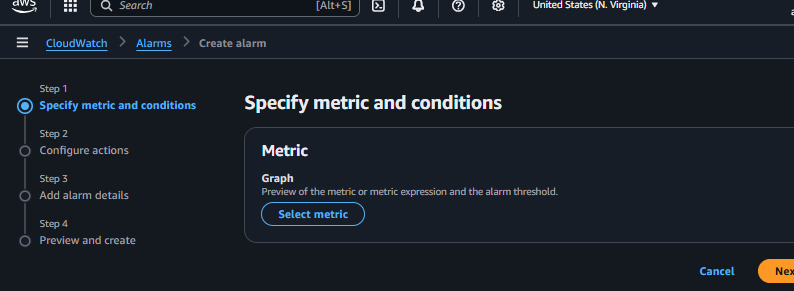 aws
Search [Alt+S] United States (N. Virginia)
CloudWatch Alarms Create alarm
Step 1
Specify metric and conditions
Step 2
Configure actions
Step 3
Add alarm details
Step 4
Preview and create
Specify metric and conditions
Metric
Graph
Preview of the metric or metric expression and the alarm threshold.
Select metric
Cancel